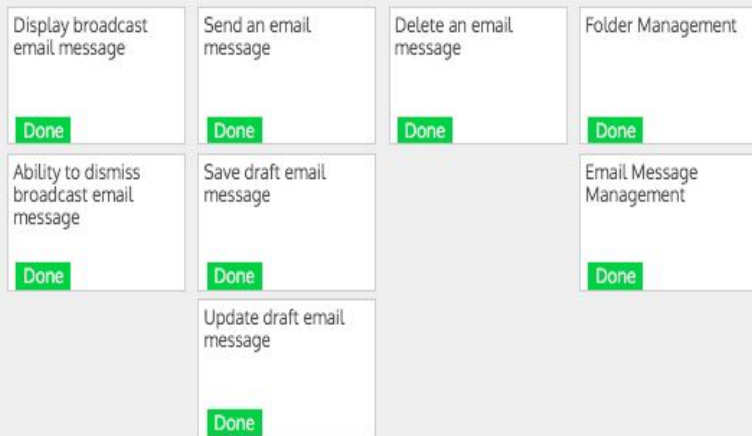 Display broadcast
email message
Done
Send an email
message
Done
Delete an email
message
Done
Folder Management
Done
Ability to dismiss
broadcast email
message
Done
Save draft email
message
Done
Email Message
Management
Done
Update draft email
message
Done